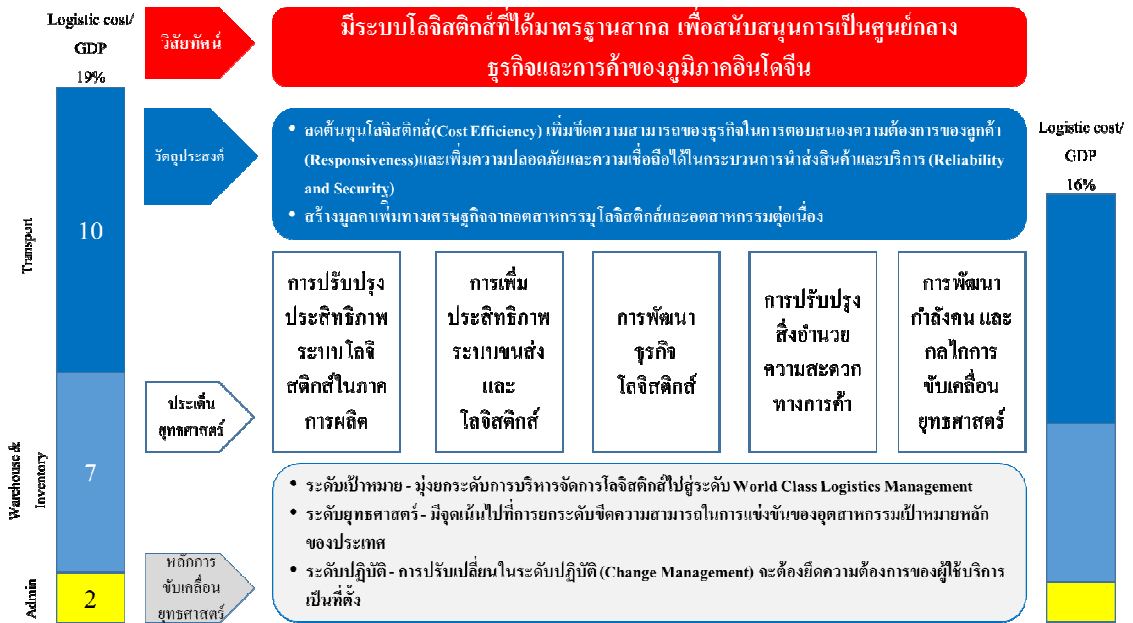 Logistic cost/
GDP
19%
วิสัยทัศน์
มีระบบโลจิสติกส์ที่ได้มาตรฐานสากล เพื่อสนับสนุนการเป็นศูนย์กลาง
ธุรกิจและการค้าของภูมิภาคอินโดจีน
วัตถุประสงค์
• ลดต้นทุนโลจิสติกส์(Cost Efficiency) เพิ่มขีดความสามารถของธุรกิจในการตอบสนองความต้องการของลูกค้า
(Responsiveness)และเพิ่มความปลอดภัยและความเชื่อถือได้ในกระบวนการนำส่งสินค้าและบริการ (Reliability
and Security)
• สร้างมูลค่าเพิ่มทางเศรษฐกิจจากอุตสาหกรรมโลจิสติกส์และอุตสาหกรรมต่อเนื่อง
Logistic cost/
GDP
16%
Transport
10
Warehouse &
Inventory
7
Admin
2
ประเด็น
ยุทธศาสตร์
การปรับปรุง
ประสิทธิภาพ
ระบบโลจิ
สติกส์ในภาค
การผลิต
การเพิ่ม
ประสิทธิภาพ
ระบบขนส่ง
และ
โลจิสติกส์
การพัฒนา
ธุรกิจ
โลจิสติกส์
การปรับปรุง
สิ่งอำนวย
ความสะดวก
ทางการค้า
การพัฒนา
กำลังคน และ
กลไกการ
ขับเคลื่อน
ยุทธศาสตร์
หลักการ
ขับเคลื่อน
ยุทธศาสตร์
• ระดับเป้าหมาย - มุ่งยกระดับการบริหารจัดการโลจิสติกส์ไปสู่ระดับ World Class Logistics Management
• ระดับยุทธศาสตร์ - มีจุดเน้นไปที่การยกระดับขีดความสามารถในการแข่งขันของอุตสาหกรรมเป้าหมายหลัก
ของประเทศ
• ระดับปฏิบัติ - การปรับเปลี่ยนในระดับปฏิบัติ (Change Management) จะต้องยึดความต้องการของผู้ใช้บริการ
เป็นที่ตั้ง